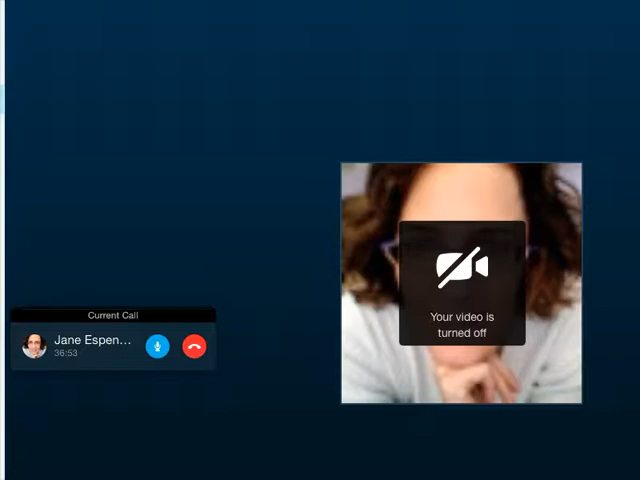 Your video is
turned off
Current Call
Jane Espen...
36:53